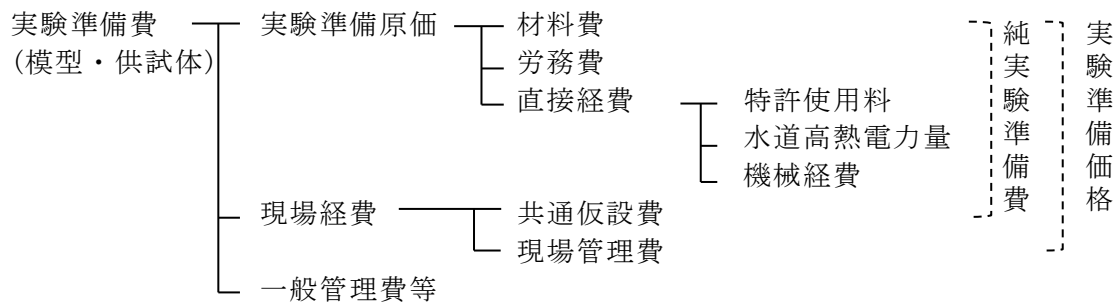 実験準備費
(模型・供試体)
実験準備原価
材料費
労務費
直接経費
特許使用料
水道高熱電力量
機械経費
現場経費
共通仮設費
現場管理費
一般管理費等
純実験準備費
実験準備価格